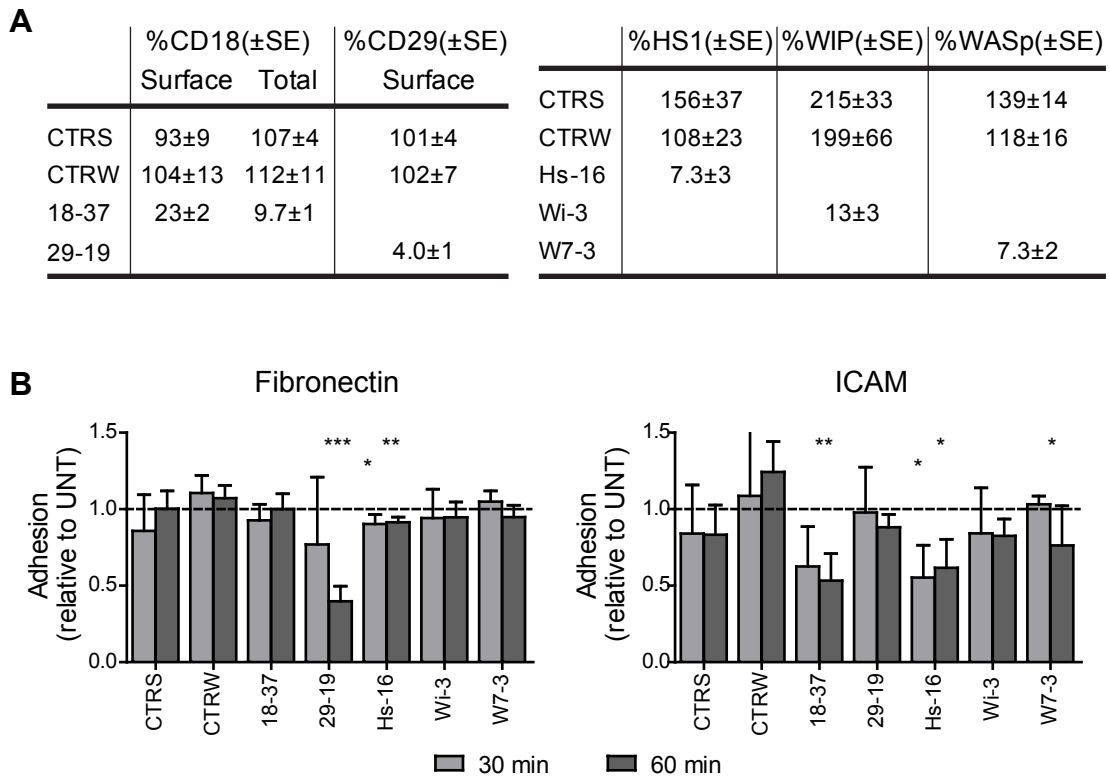 A
%CD18(±SE) %CD29(±SE)
Surface Total Surface
CTRS 93±9 107±4 101±4
CTRW 104±13 112±11 102±7
18-37 23±2 9.7±1
29-19 4.0±1
%HS1(±SE) %WIP(±SE) %WASp(±SE)
CTRS 156±37 215±33 139±14
CTRW 108±23 199±66 118±16
Hs-16 7.3±3
Wi-3 13±3
W7-3 7.3±2
B
Fibronectin
Adhesion
(relative to UNT)
1.5
1.0
0.5
0.0
*** ** 
*
CTRS CTRW 18-37 29-19 Hs-16 Wi-3 W7-3
ICAM
Adhesion
(relative to UNT)
1.5
1.0
0.5
0.0
** * *
*
CTRS CTRW 18-37 29-19 Hs-16 Wi-3 W7-3
30 min 60 min